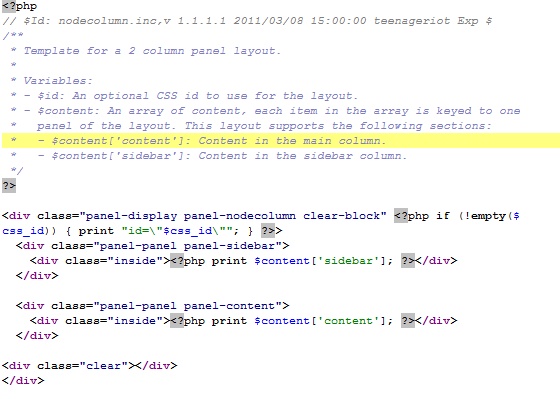 <?php
// $Id: nodecolumn.inc,v 1.1.1.1 2011/03/08 15:00:00 teenageriot Exp $
/**
 * Template for a 2 column panel layout.
 *
 * Variables:
 * - $id: An optional CSS id to use for the layout.
 * - $content: An array of content, each item in the array is keyed to one
 *   panel of the layout. This layout supports the following sections:
 *   - $content['content']: Content in the main column.
 *   - $content['sidebar']: Content in the sidebar column.
 */
?>

<div class="panel-display panel-nodecolumn clear-block" <?php if (!empty($
css_id)) { print "id=\"$css_id\""; } ?>>
  <div class="panel-panel panel-sidebar">
    <div class="inside"><?php print $content['sidebar']; ?></div>
  </div>

  <div class="panel-panel panel-content">
    <div class="inside"><?php print $content['content']; ?></div>
  </div>

<div class="clear"></div>
</div>